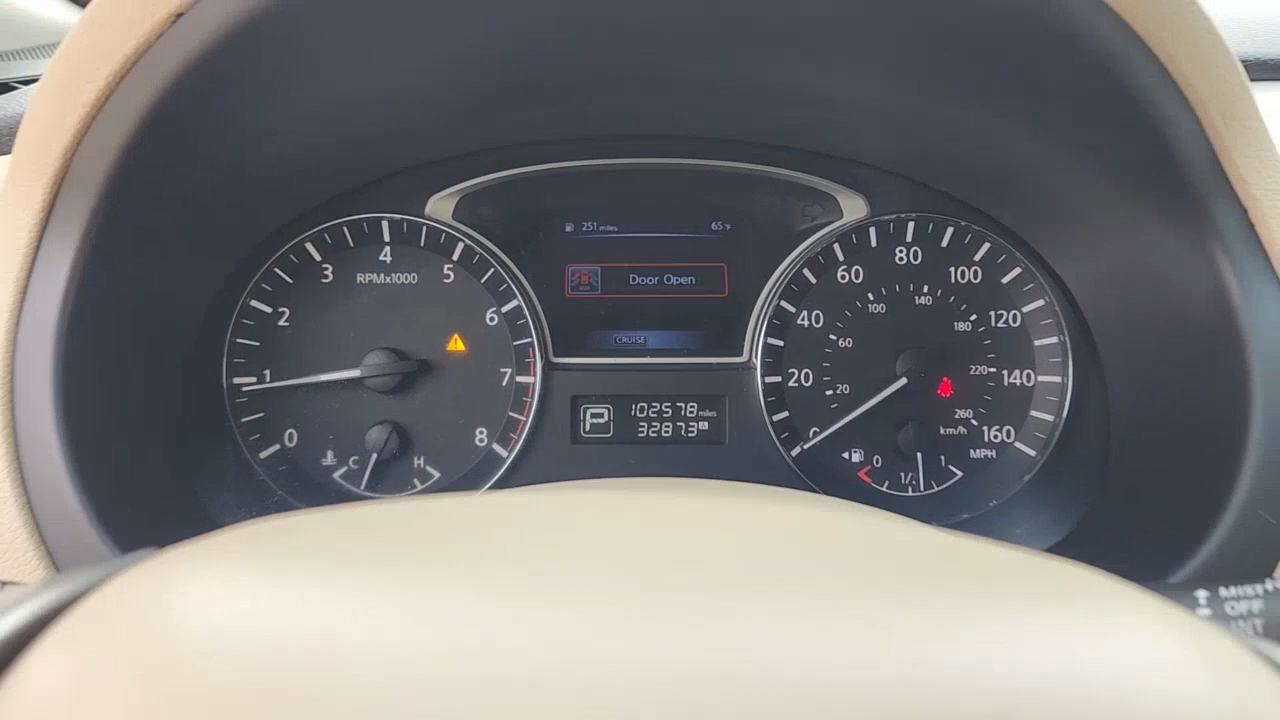 251 miles 65°F
Door Open
CRUISE
0 1 2 3 4 5 6 7 8
RPMx1000
C H
P 102578 miles
3287.3 A
20 40 60 80 100 120 140 160
20 60 100 140 180 220 260
km/h
MPH
0 1/ 1
MIST
OFF
INT